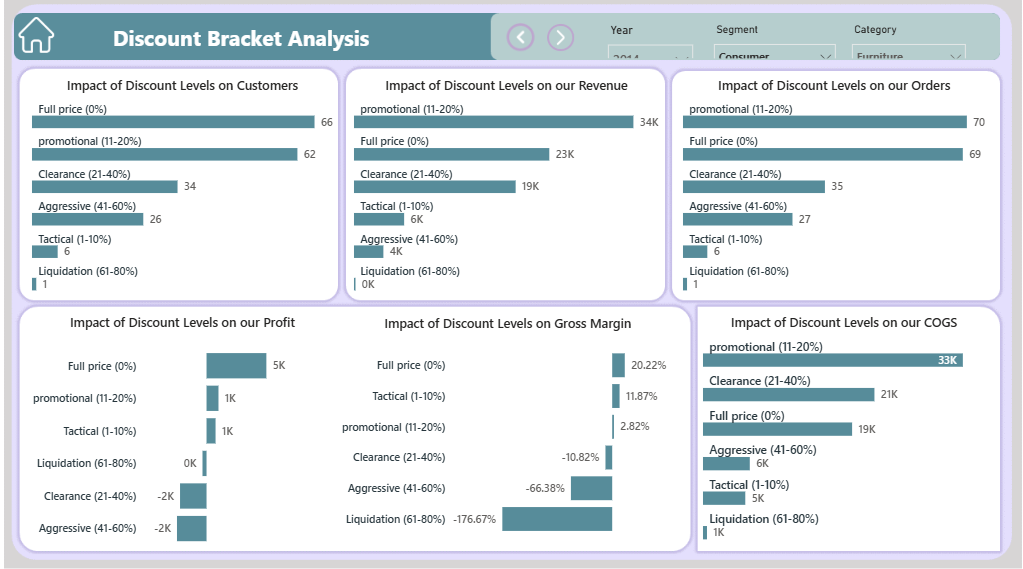 Discount Bracket Analysis
Year
2014
Segment
Consumer
Category
Furniture
Impact of Discount Levels on Customers
Full price (0%)
66
promotional (11-20%)
62
Clearance (21-40%)
34
Aggressive (41-60%)
26
Tactical (1-10%)
6
Liquidation (61-80%)
1
Impact of Discount Levels on our Revenue
promotional (11-20%)
34K
Full price (0%)
23K
Clearance (21-40%)
19K
Tactical (1-10%)
6K
Aggressive (41-60%)
4K
Liquidation (61-80%)
0K
Impact of Discount Levels on our Orders
promotional (11-20%)
70
Full price (0%)
69
Clearance (21-40%)
35
Aggressive (41-60%)
27
Tactical (1-10%)
6
Liquidation (61-80%)
1
Impact of Discount Levels on our Profit
Full price (0%) 5K
promotional (11-20%) 1K
Tactical (1-10%) 1K
Liquidation (61-80%) 0K
Clearance (21-40%) -2K
Aggressive (41-60%) -2K
Impact of Discount Levels on Gross Margin
Full price (0%) 20.22%
Tactical (1-10%) 11.87%
promotional (11-20%) 2.82%
Clearance (21-40%) -10.82%
Aggressive (41-60%) -66.38%
Liquidation (61-80%) -176.67%
Impact of Discount Levels on our COGS
promotional (11-20%)
33K
Clearance (21-40%)
21K
Full price (0%)
19K
Aggressive (41-60%)
6K
Tactical (1-10%)
5K
Liquidation (61-80%)
1K